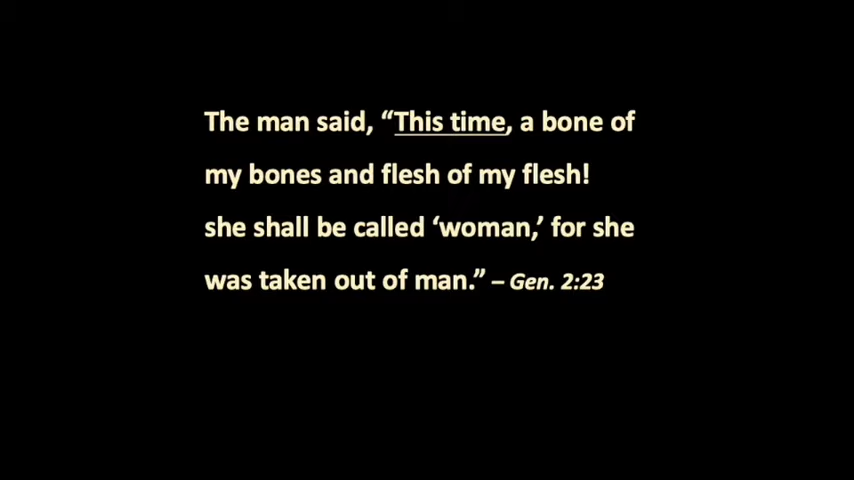 The man said, “This time, a bone of
my bones and flesh of my flesh!
she shall be called ‘woman,’ for she
was taken out of man.” – Gen. 2:23